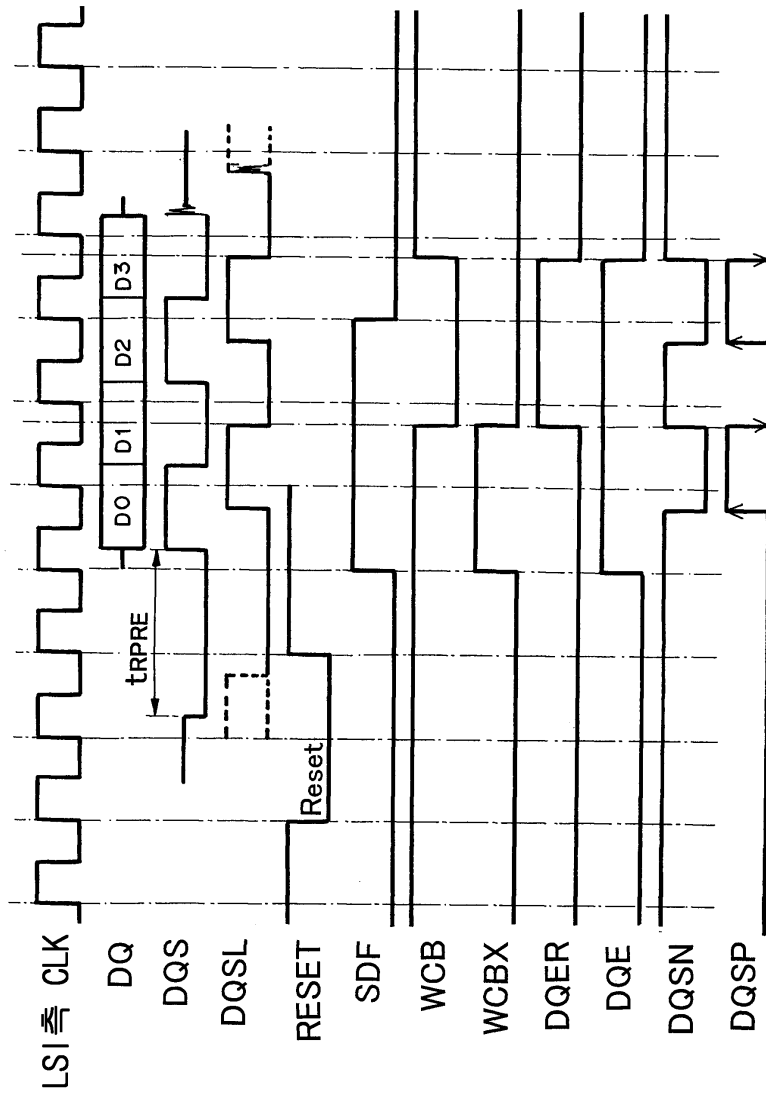 LSI측 CLK
DQ
D0 D1 D2 D3
DQS
tRPRE
DQSL
RESET
Reset
SDF
WCB
WCBX
DQER
DQE
DQSN
DQSP